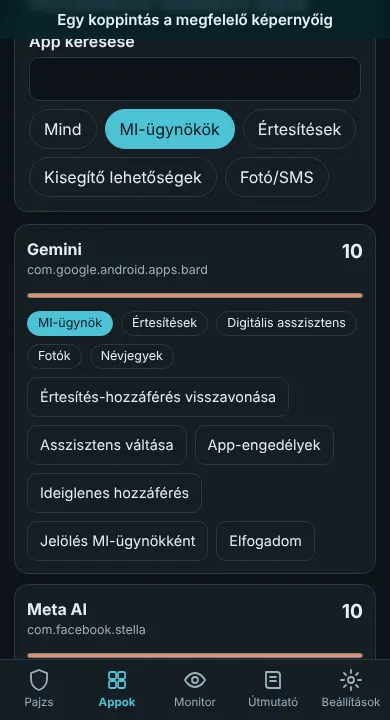 Egy koppintás a megfelelő képernyőig
App keresése
Mind
MI-ügynökök
Értesítések
Kisegítő lehetőségek
Fotó/SMS
Gemini
10
com.google.android.apps.bard
MI-ügynök
Értesítések
Digitális asszisztens
Fotók
Névjegyek
Értesítés-hozzáférés visszavonása
Asszisztens váltása
App-engedélyek
Ideiglenes hozzáférés
Jelölés MI-ügynökként
Elfogadom
Meta AI
10
com.facebook.stella
Pajzs
Appok
Monitor
Útmutató
Beállítások